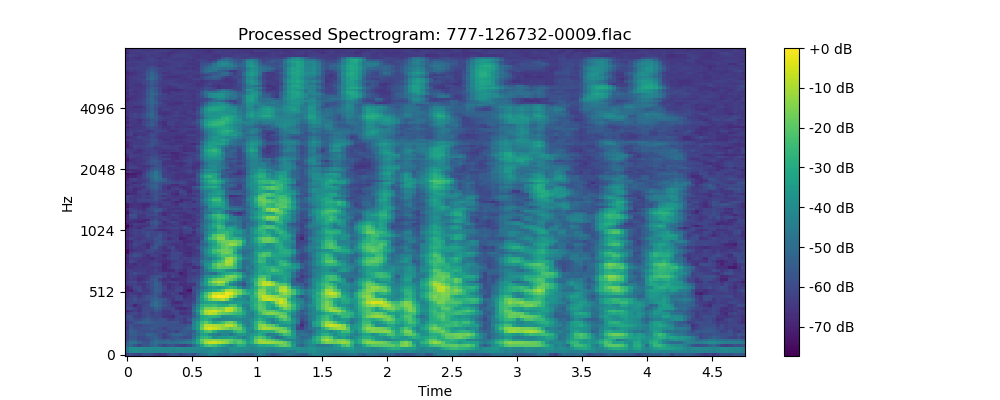 Processed Spectrogram: 777-126732-0009.flac
Hz
4096
2048
1024
512
0
0 0.5 1 1.5 2 2.5 3 3.5 4 4.5
Time
+0 dB
-10 dB
-20 dB
-30 dB
-40 dB
-50 dB
-60 dB
-70 dB